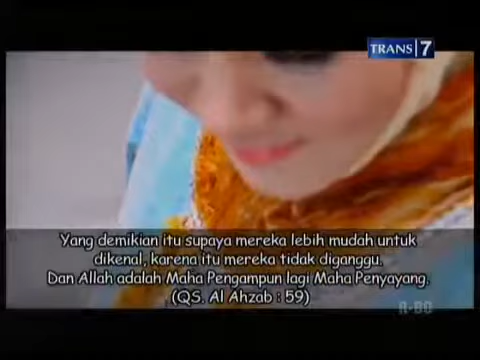 TRANS 7
Yang demikian itu supaya mereka lebih mudah untuk
dikenal, karena itu mereka tidak diganggu.
Dan Allah adalah Maha Pengampun lagi Maha Penyayang.
(QS. Al Ahzab : 59)
R-BO